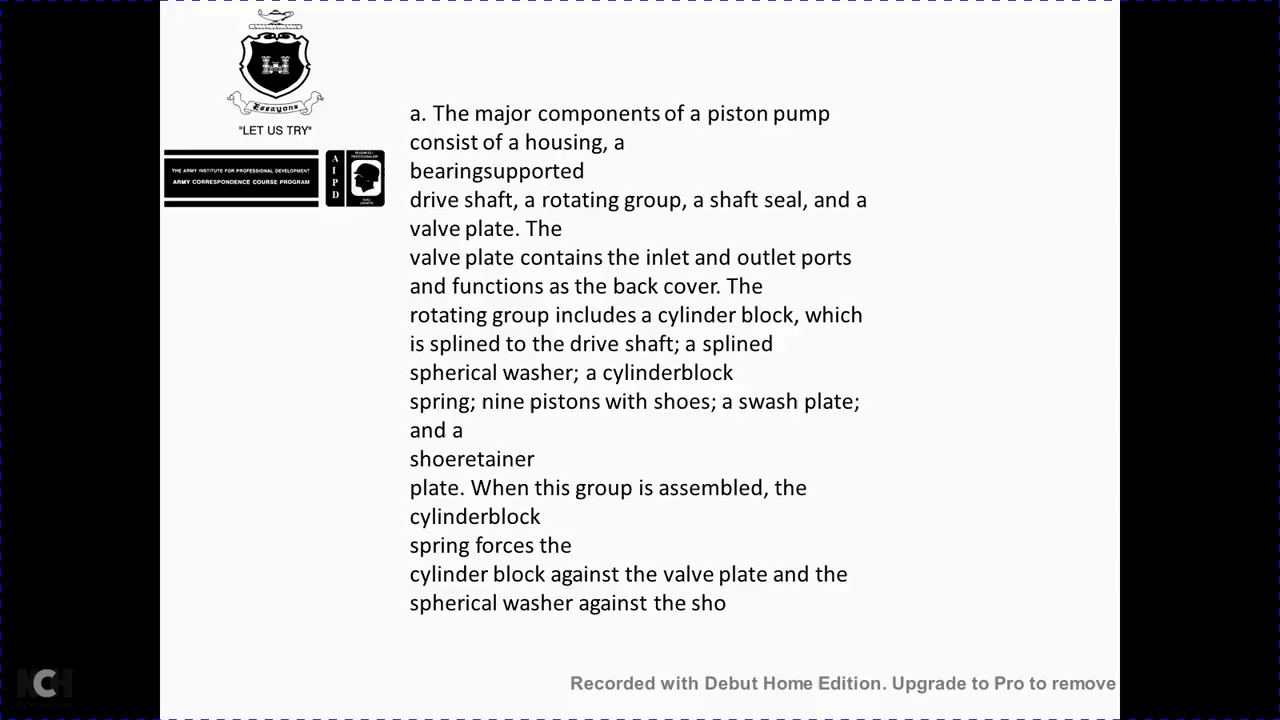 Essayons
"LET US TRY"
THE ARMY INSTITUTE FOR PROFESSIONAL DEVELOPMENT
ARMY CORRESPONDENCE COURSE PROGRAM
A
I
P
D
a. The major components of a piston pump
consist of a housing, a
bearingsupported
drive shaft, a rotating group, a shaft seal, and a
valve plate. The
valve plate contains the inlet and outlet ports
and functions as the back cover. The
rotating group includes a cylinder block, which
is splined to the drive shaft; a splined
spherical washer; a cylinderblock
spring; nine pistons with shoes; a swash plate;
and a
shoeretainer
plate. When this group is assembled, the
cylinderblock
spring forces the
cylinder block against the valve plate and the
spherical washer against the sho
NCH
Recorded with Debut Home Edition. Upgrade to Pro to remove